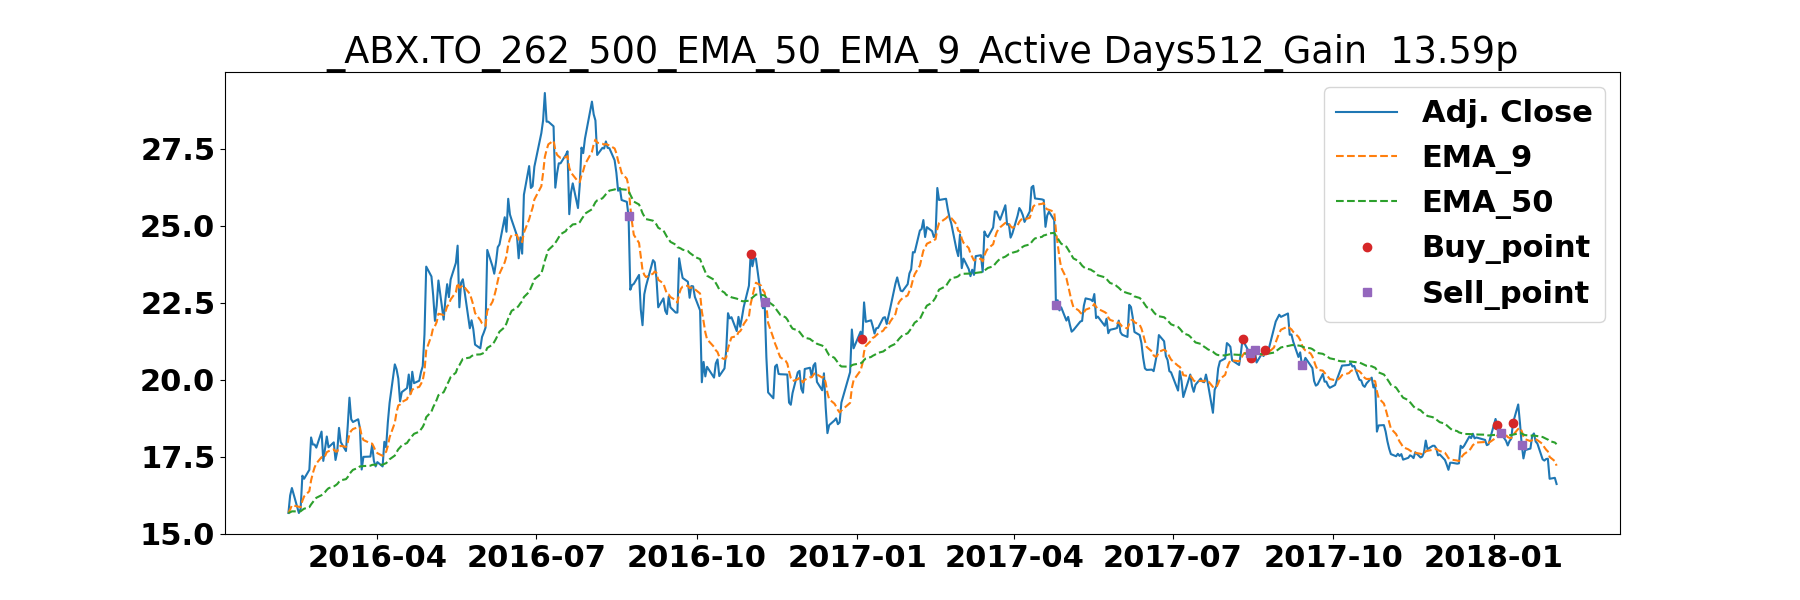 _ABX.TO_262_500_EMA_50_EMA_9_Active Days512_Gain  13.59p
Adj. Close
EMA_9
EMA_50
Buy_point
Sell_point
27.5
25.0
22.5
20.0
17.5
15.0
2016-04 2016-07 2016-10 2017-01 2017-04 2017-07 2017-10 2018-01